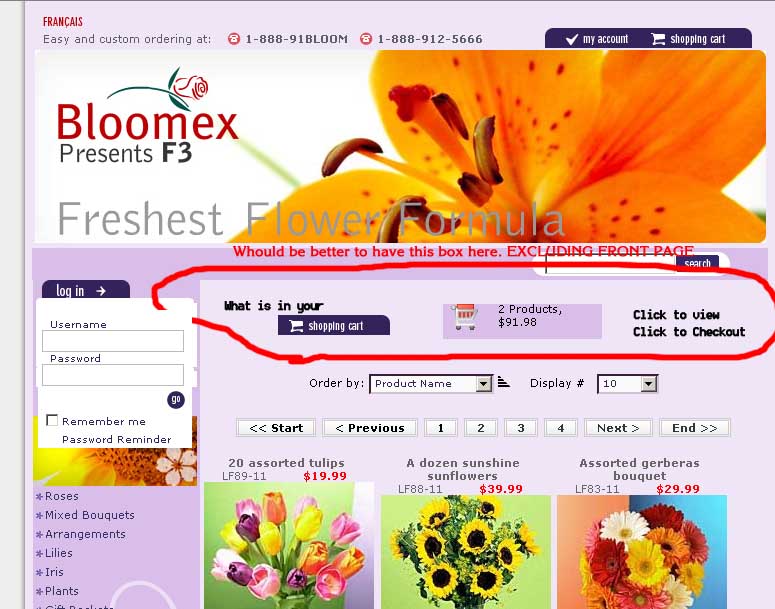 FRANÇAIS
Easy and custom ordering at: 1-888-91BLOOM 1-888-912-5666
my account shopping cart
Bloomex
Presents F3
Freshest Flower Formula
Whould be better to have this box here. EXCLUDING FRONT PAGE
search
log in
What is in your
shopping cart
2 Products,
$91.98
Click to view
Click to Checkout
Username
Password
go
Remember me
Password Reminder
Order by: Product Name Display # 10
<< Start < Previous 1 2 3 4 Next > End >>
20 assorted tulips
LF89-11 $19.99
A dozen sunshine
sunflowers
LF88-11 $39.99
Assorted gerberas
bouquet
LF83-11 $29.99
Roses
Mixed Bouquets
Arrangements
Lilies
Iris
Plants
Gift Baskets